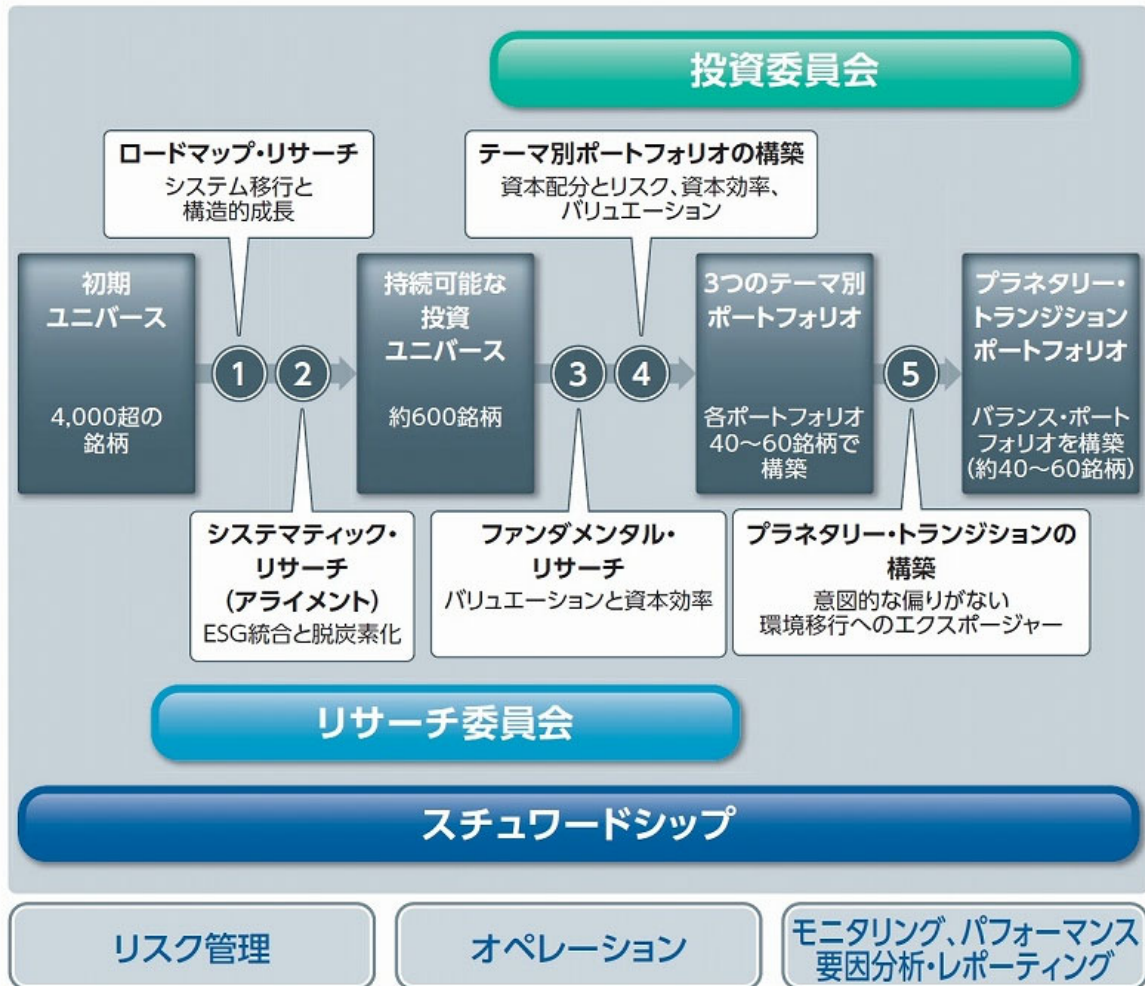 投資委員会
ロードマップ・リサーチ
システム移行と
構造的成長
テーマ別ポートフォリオの構築
資本配分とリスク、資本効率、
バリュエーション
初期
ユニバース
4,000超の
銘柄
1
2
持続可能な
投資
ユニバース
約600銘柄
3
4
3つのテーマ別
ポートフォリオ
各ポートフォリオ
40～60銘柄で
構築
5
プラネタリー・
トランジション
ポートフォリオ
バランス・ポート
フォリオを構築
(約40～60銘柄)
システマティック・
リサーチ
(アライメント)
ESG統合と脱炭素化
ファンダメンタル・
リサーチ
バリュエーションと資本効率
プラネタリー・トランジションの
構築
意図的な偏りがない
環境移行へのエクスポージャー
リサーチ委員会
スチュワードシップ
リスク管理
オペレーション
モニタリング、パフォーマンス
要因分析・レポーティング